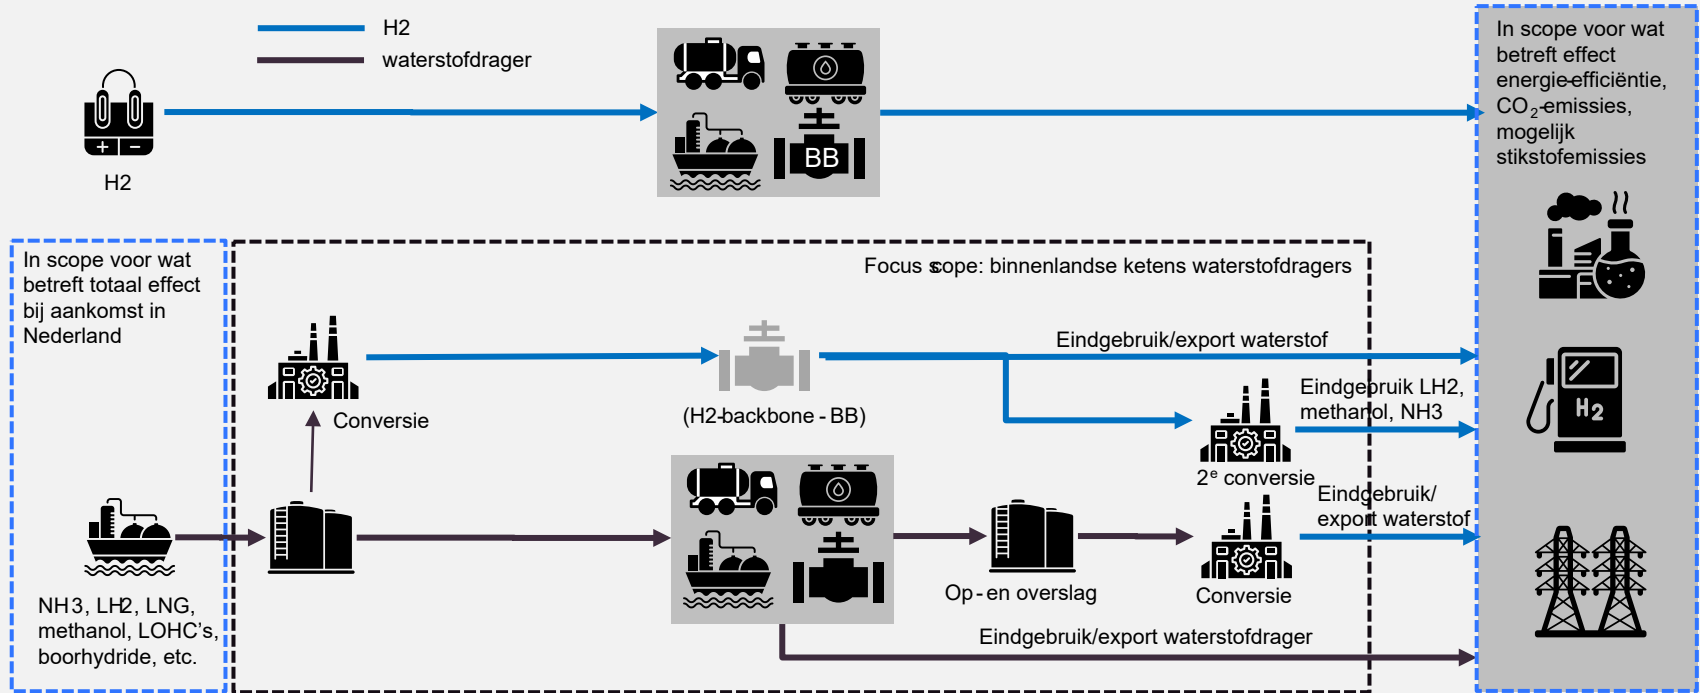 H2
waterstofdrager
+ -
H2
BB
In scope voor wat
betreft effect
energie-efficiëntie,
CO₂-emissies,
mogelijk
stikstofemissies
In scope voor wat
betreft totaal effect
bij aankomst in
Nederland
Focus scope: binnenlandse ketens waterstofdragers
Conversie
(H2-backbone - BB)
Eindgebruik/export waterstof
Eindgebruik LH2,
methanol, NH3
2ᵉ conversie
H2
Eindgebruik/
export waterstof
Op- en overslag
Conversie
NH3, LH2, LNG,
methanol, LOHC's,
boorhydride, etc.
Eindgebruik/export waterstofdrager